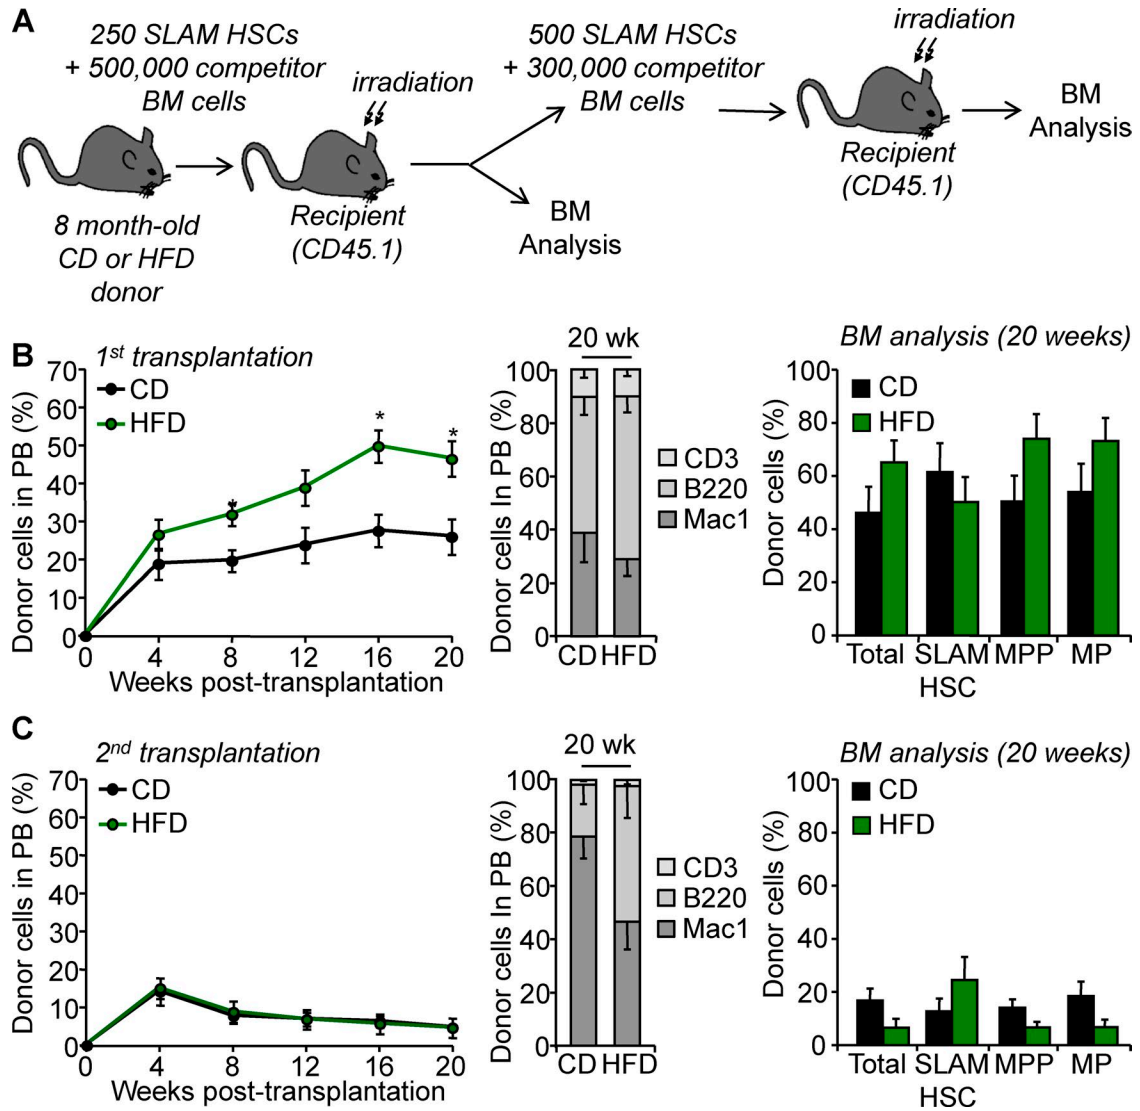 A
250 SLAM HSCs
+ 500,000 competitor
BM cells
irradiation
500 SLAM HSCs
+ 300,000 competitor
BM cells
irradiation
BM
Analysis
8 month-old
CD or HFD
donor
Recipient
(CD45.1)
BM
Analysis
Recipient
(CD45.1)
B
1st transplantation
CD
HFD
Donor cells in PB (%)
70
60
50
40
30
20
10
0
*
*
*
0 4 8 12 16 20
Weeks post-transplantation
20 wk
Donor cells In PB (%)
100
80
60
40
20
0
CD HFD
CD3
B220
Mac1
BM analysis (20 weeks)
CD
HFD
Donor cells (%)
100
80
60
40
60
20
0
Total SLAM MPP MP
HSC
C
2nd transplantation
CD
HFD
Donor cells in PB (%)
70
60
50
40
30
20
10
0
0 4 8 12 16 20
Weeks post-transplantation
20 wk
Donor cells In PB (%)
100
80
60
40
20
0
CD HFD
CD3
B220
Mac1
BM analysis (20 weeks)
CD
HFD
Donor cells (%)
100
80
60
40
20
0
Total SLAM MPP MP
HSC